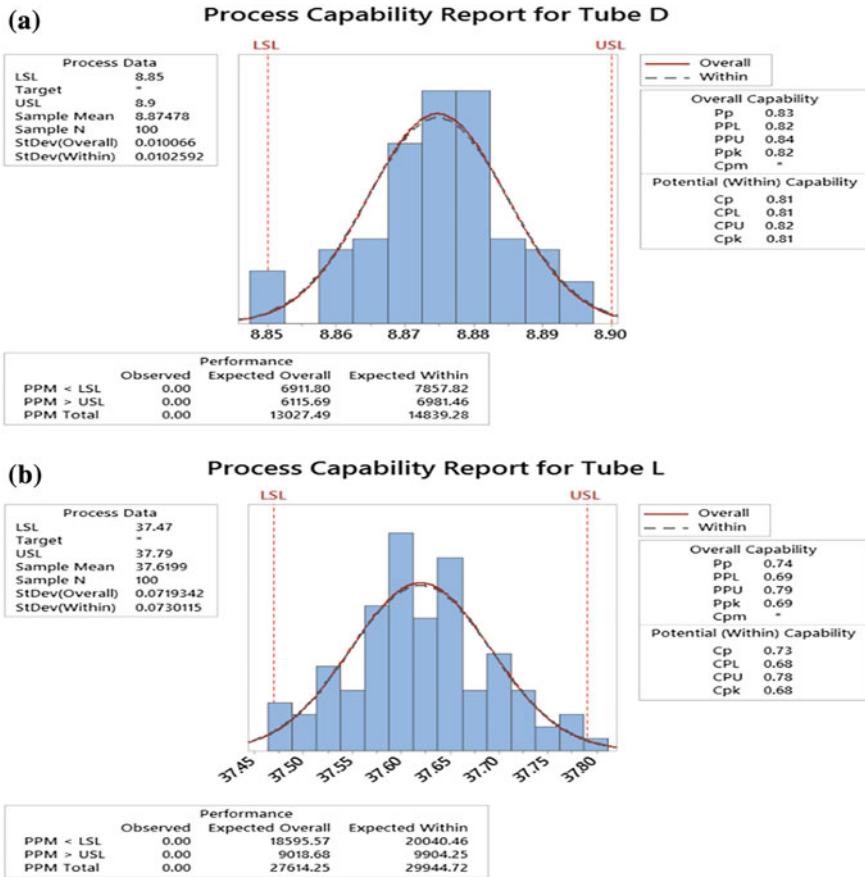 (a)
Process Capability Report for Tube D
LSL
USL
Process Data
LSL 8.85
Target *
USL 8.9
Sample Mean 8.87478
Sample N 100
StDev(Overall) 0.010066
StDev(Within) 0.0102592
Overall
Within
Overall Capability
Pp 0.83
PPL 0.82
PPU 0.84
Ppk 0.82
Cpm *
Potential (Within) Capability
Cp 0.81
CPL 0.81
CPU 0.82
Cpk 0.81
8.85 8.86 8.87 8.88 8.89 8.90
Performance
Observed Expected Overall Expected Within
PPM < LSL 0.00 6911.80 7857.82
PPM > USL 0.00 6115.69 6981.46
PPM Total 0.00 13027.49 14839.28
(b)
Process Capability Report for Tube L
LSL
USL
Process Data
LSL 37.47
Target *
USL 37.79
Sample Mean 37.6199
Sample N 100
StDev(Overall) 0.0719342
StDev(Within) 0.0730115
Overall
Within
Overall Capability
Pp 0.74
PPL 0.69
PPU 0.79
Ppk 0.69
Cpm *
Potential (Within) Capability
Cp 0.73
CPL 0.68
CPU 0.78
Cpk 0.68
37.45 37.50 37.55 37.60 37.65 37.70 37.75 37.80
Performance
Observed Expected Overall Expected Within
PPM < LSL 0.00 18595.57 20040.46
PPM > USL 0.00 9018.68 9904.25
PPM Total 0.00 27614.25 29944.72